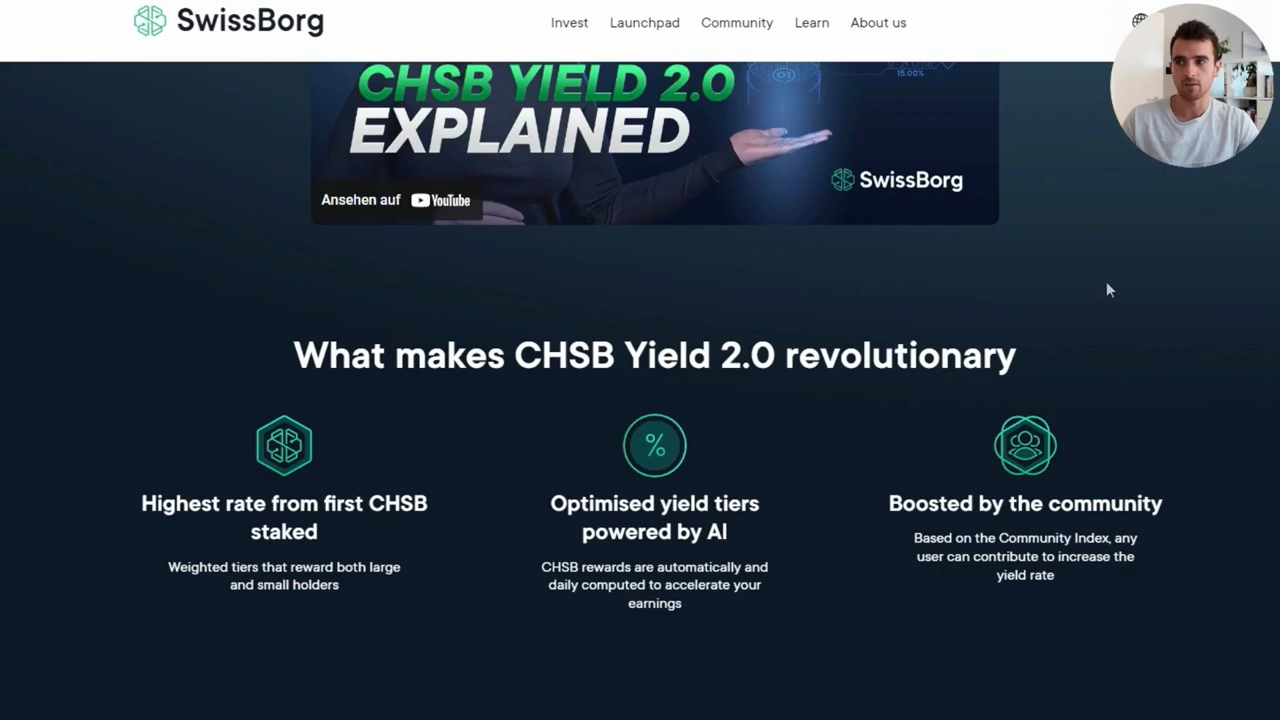 SwissBorg
Invest Launchpad Community Learn About us
CHSB YIELD 2.0
15.00%
EXPLAINED
SwissBorg
Ansehen auf YouTube
What makes CHSB Yield 2.0 revolutionary
%
Highest rate from first CHSB
staked
Weighted tiers that reward both large
and small holders
Optimised yield tiers
powered by AI
CHSB rewards are automatically and
daily computed to accelerate your
earnings
Boosted by the community
Based on the Community Index, any
user can contribute to increase the
yield rate